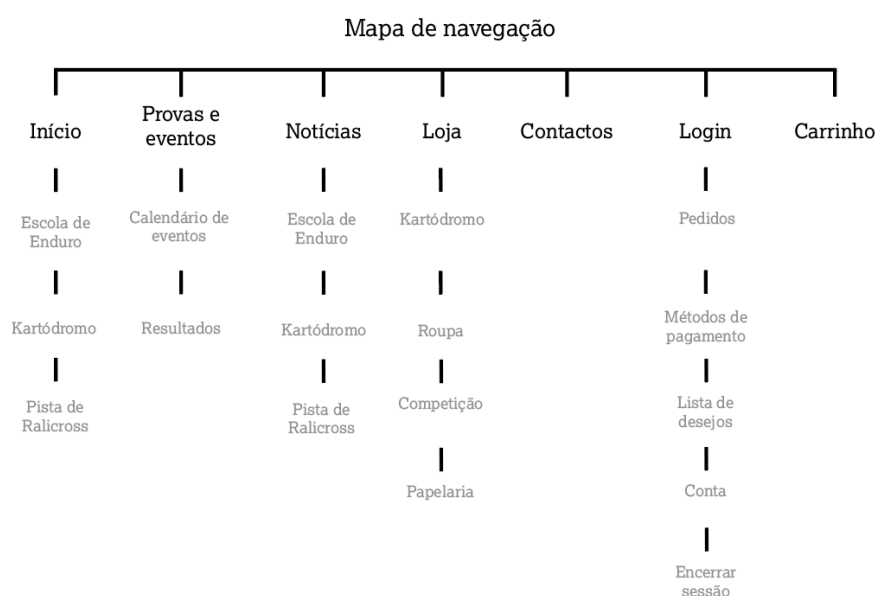 Mapa de navegação
Início
Provas e
eventos
Notícias
Loja
Contactos
Login
Carrinho
Escola de
Enduro
Kartódromo
Pista de
Ralicross
Calendário de
eventos
Resultados
Escola de
Enduro
Kartódromo
Pista de
Ralicross
Kartódromo
Roupa
Competição
Papelaria
Pedidos
Métodos de
pagamento
Lista de
desejos
Conta
Encerrar
sessão